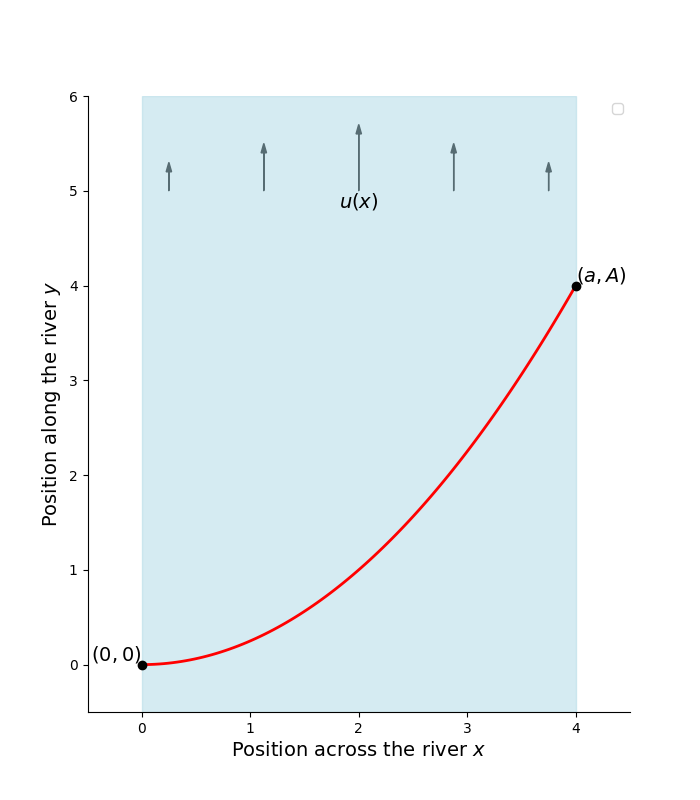 6
5
4
3
2
1
0
Position along the river y
u(x)
(a, A)
(0, 0)
0 1 2 3 4
Position across the river x